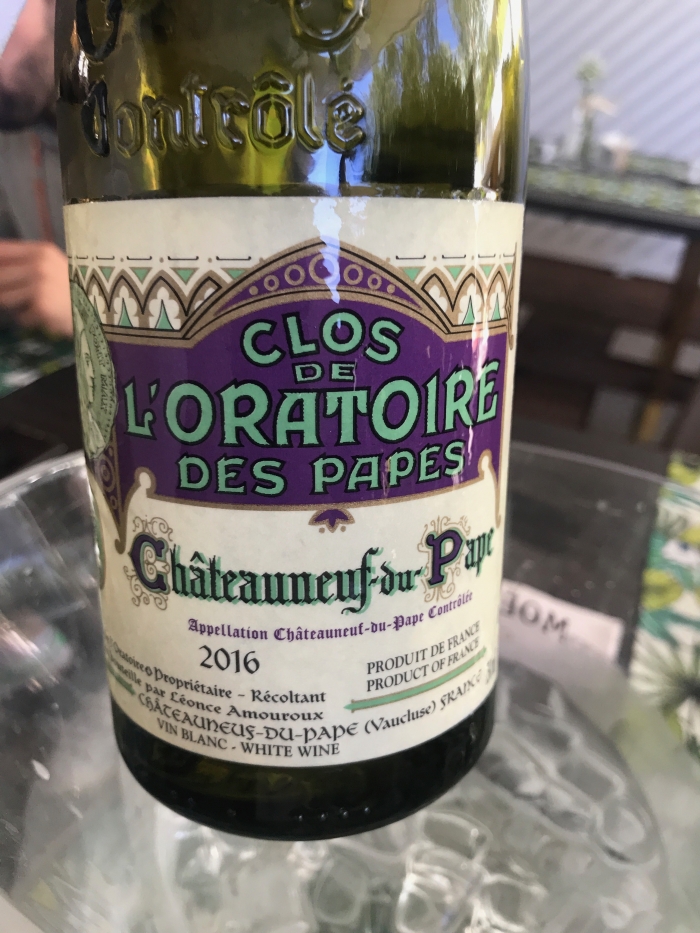 Contrôlé
CLOS
DE
L'ORATOIRE
DES PAPES
Châteauneuf-du-Pape
Appellation Châteauneuf-du-Pape Contrôlée
2016
PRODUIT DE FRANCE
PRODUCT OF FRANCE
l'Oratoire Propriétaire - Récoltant
par Léonce Amouroux
CHÂTEAUNEUF-DU-PAPE (Vaucluse) FRANCE
VIN BLANC - WHITE WINE